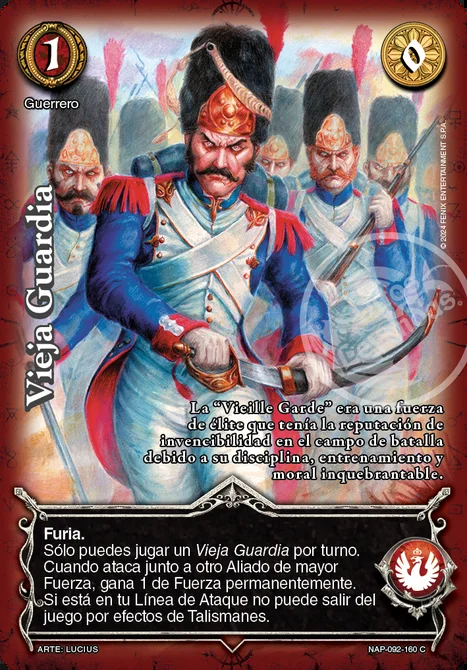 1
0
Guerrero
Vieja Guardia
© 2024 FENIX ENTERTAINMENT S.P.A.
La “Vieille Garde” era una fuerza
de élite que tenía la reputación de
invencibilidad en el campo de batalla
debido a su disciplina, entrenamiento y
moral inquebrantable.
Furia.
Sólo puedes jugar un Vieja Guardia por turno.
Cuando ataca junto a otro Aliado de mayor
Fuerza, gana 1 de Fuerza permanentemente.
Si está en tu Línea de Ataque no puede salir del
juego por efectos de Talismanes.
ARTE: LUCIUS
NAP-092-160 C